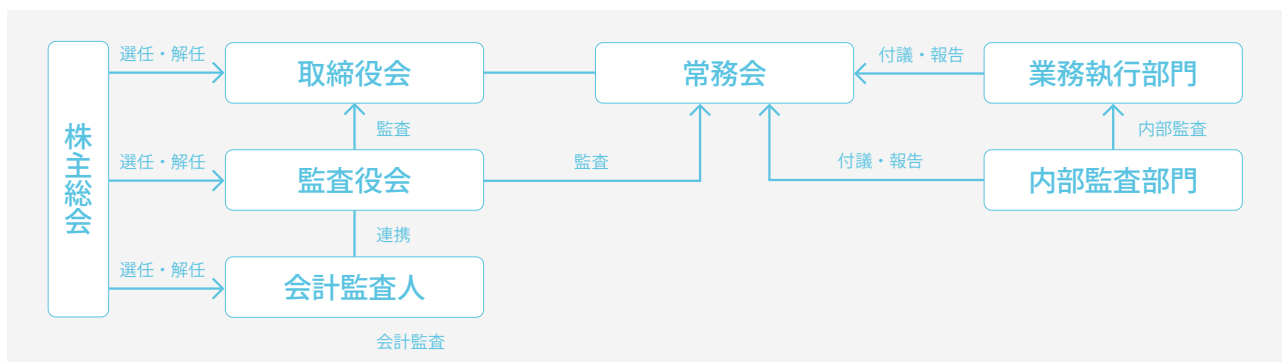 株主総会
選任・解任
取締役会
常務会
付議・報告
業務執行部門
監査
内部監査
選任・解任
監査役会
監査
付議・報告
内部監査部門
連携
選任・解任
会計監査人
会計監査